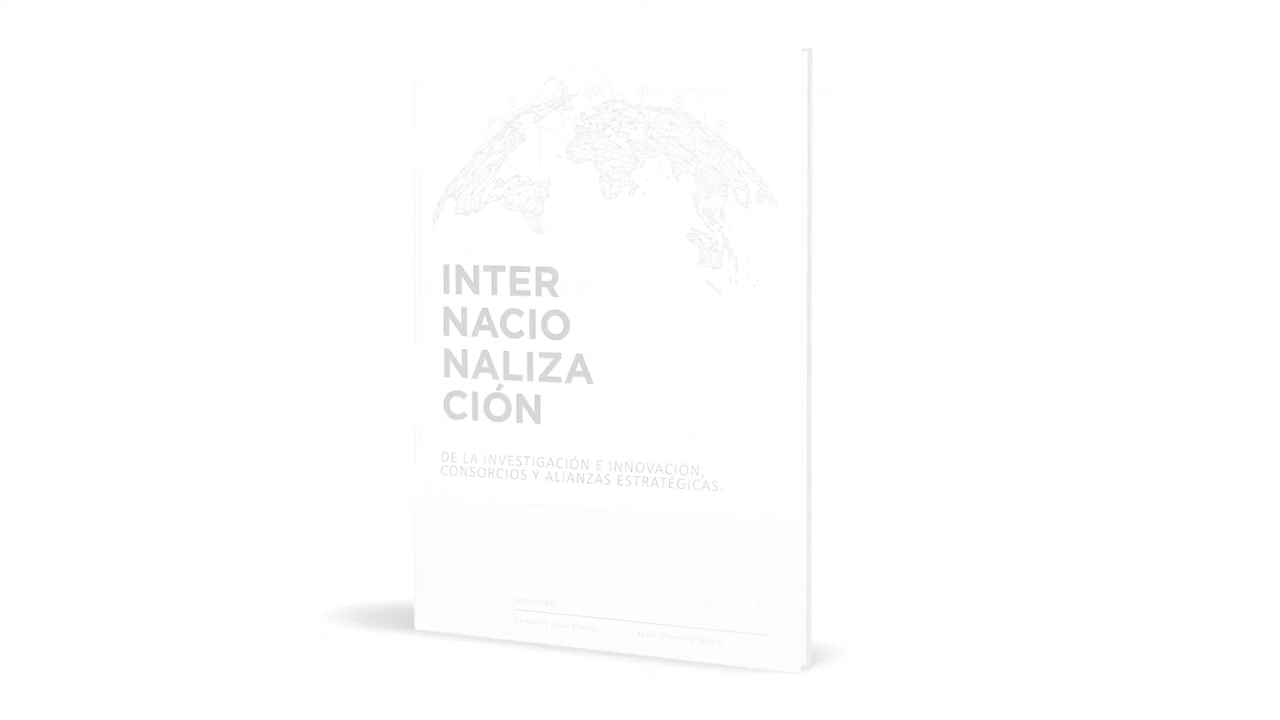 INTER
NACIO
NALIZA
CIÓN
DE LA INVESTIGACIÓN E INNOVACIÓN,
CONSORCIOS Y ALIANZAS ESTRATÉGICAS.